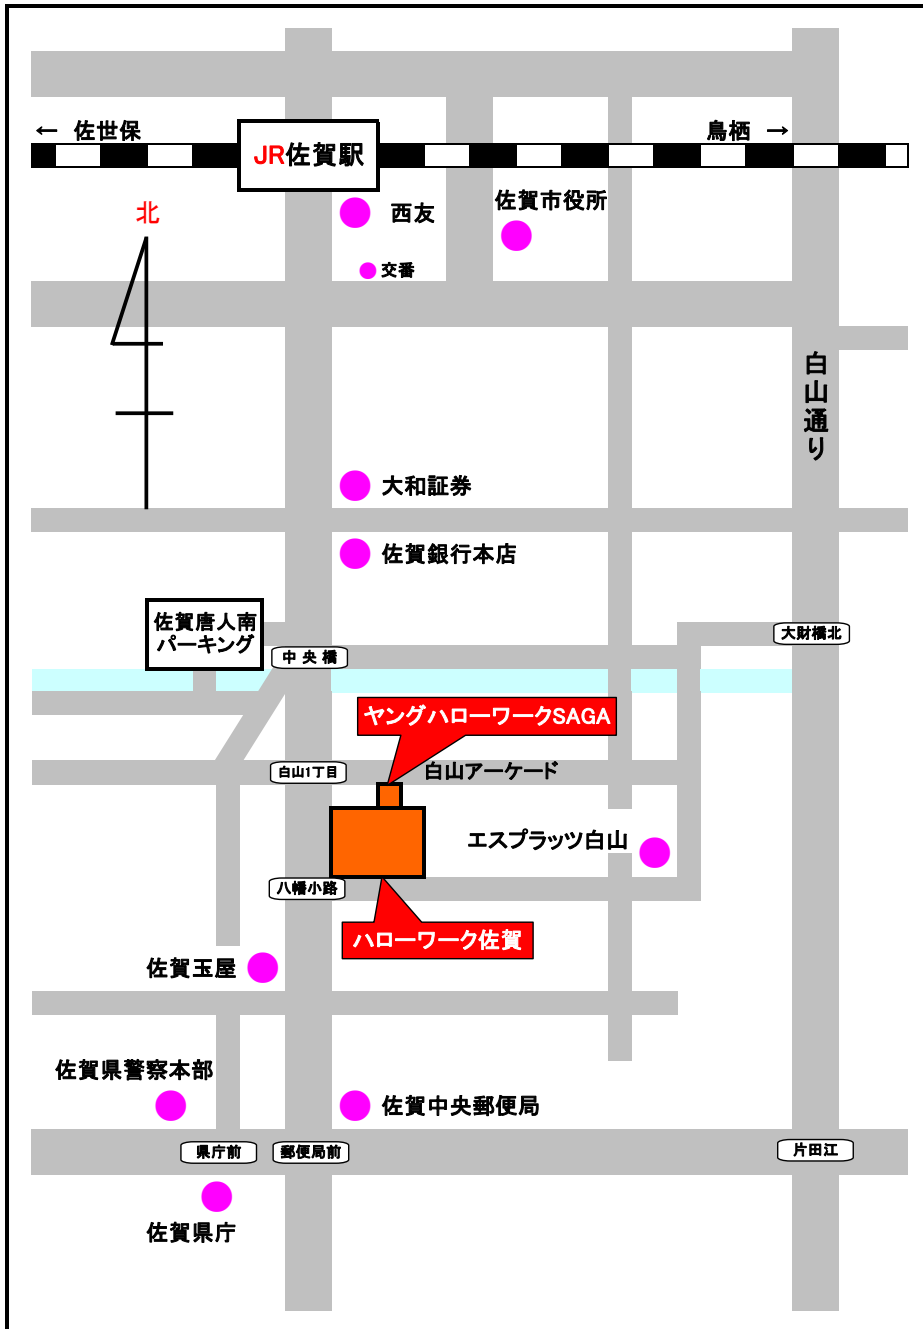 ← 佐世保
鳥栖 →
JR佐賀駅
北
西友
佐賀市役所
交番
白山通り
大和証券
佐賀銀行本店
佐賀唐人南
パーキング
大財橋北
中央橋
ヤングハローワークSAGA
白山1丁目
白山アーケード
エスプラッツ白山
八幡小路
ハローワーク佐賀
佐賀玉屋
佐賀県警察本部
佐賀中央郵便局
県庁前
郵便局前
片田江
佐賀県庁